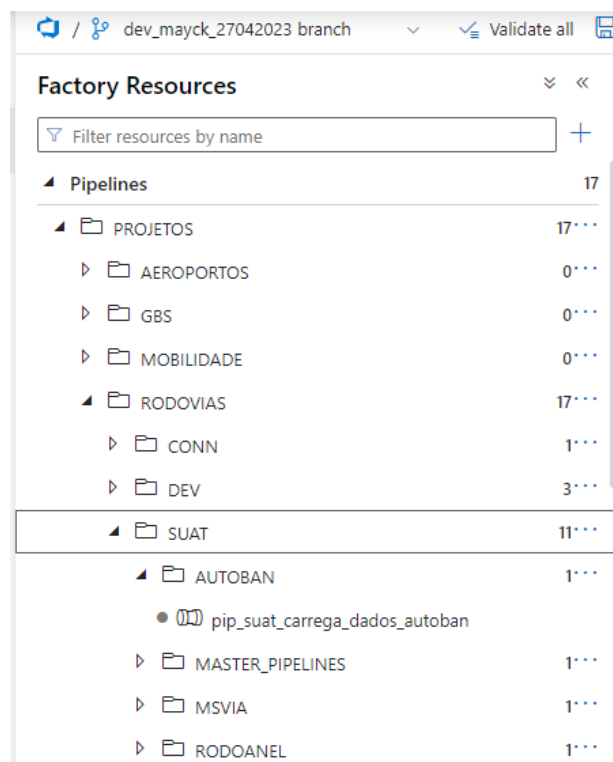 / dev_mayck_27042023 branch Validate all
Factory Resources
Filter resources by name
Pipelines 17
PROJETOS 17
AEROPORTOS 0
GBS 0
MOBILIDADE 0
RODOVIAS 17
CONN 1
DEV 3
SUAT 11
AUTOBAN 1
pip_suat_carrega_dados_autoban
MASTER_PIPELINES 1
MSVIA 1
RODOANEL 1